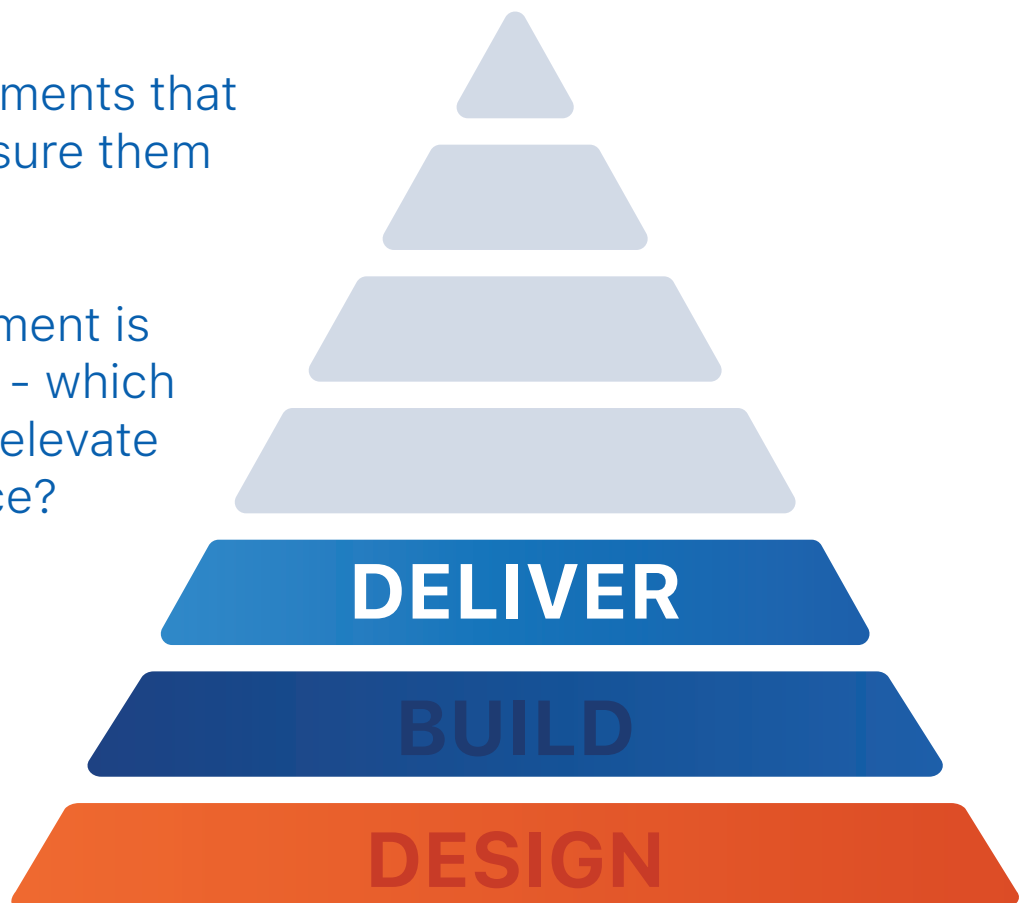 ments that
sure them
ment is
- which
elevate
ce?
DELIVER
BUILD
DESIGN